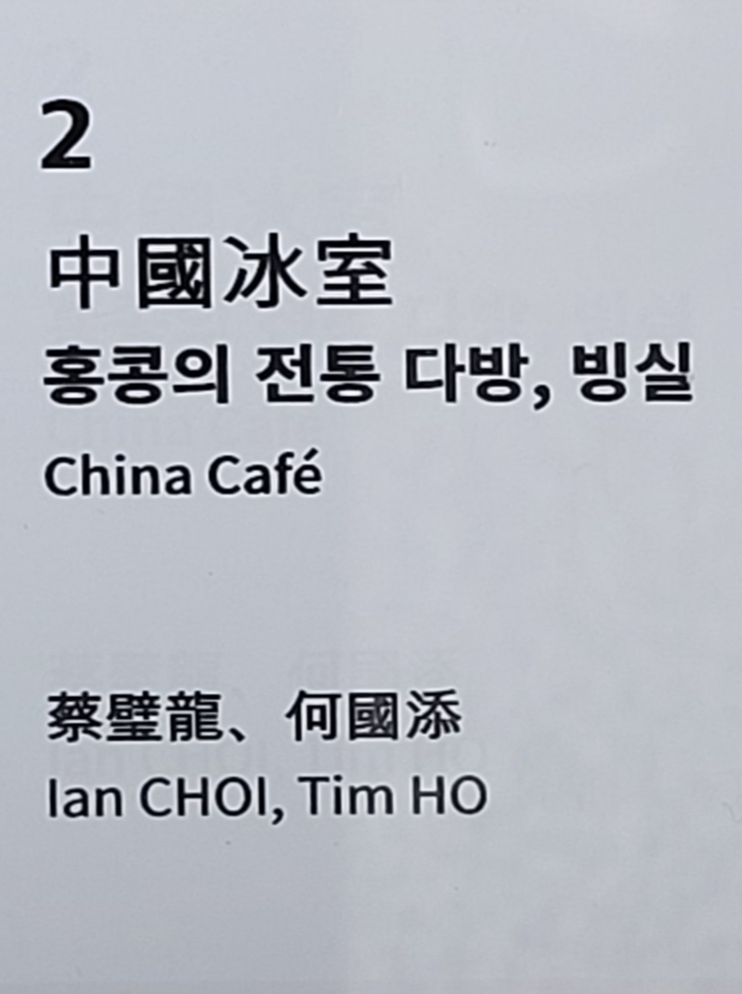 2
中國冰室
홍콩의 전통 다방, 빙실
China Café
蔡璧龍、何國添
Ian CHOI, Tim HO